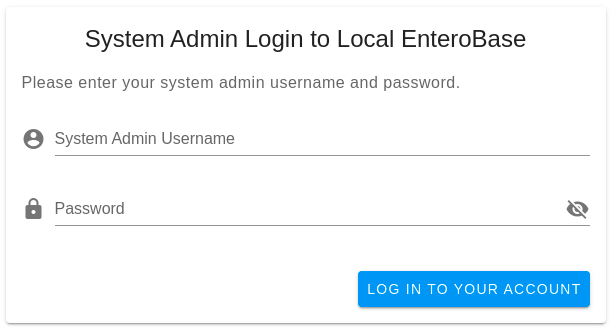 System Admin Login to Local EnteroBase
Please enter your system admin username and password.
System Admin Username
Password
LOG IN TO YOUR ACCOUNT